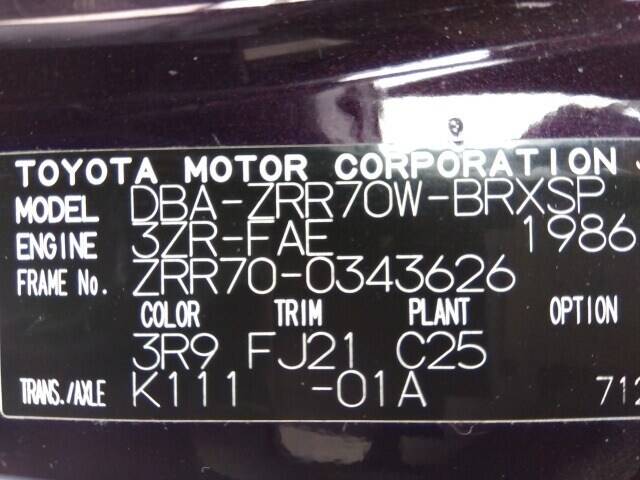 TOYOTA MOTOR CORPORATION
MODEL DBA-ZRR70W-BRXSP
ENGINE 3ZR-FAE 1986
FRAME No. ZRR70-0343626
COLOR TRIM PLANT OPTION
3R9 FJ21 C25
TRANS./AXLE K111 -01A 712